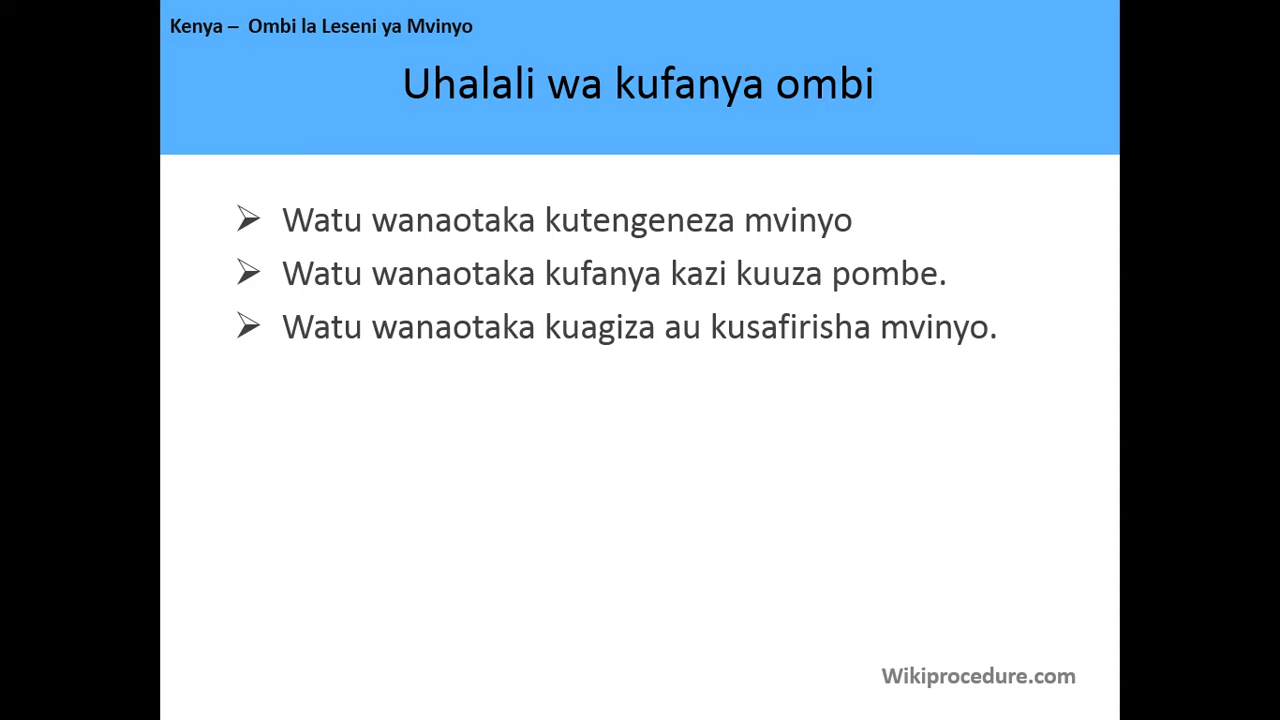 Kenya – Ombi la Leseni ya Mvinyo
Uhalali wa kufanya ombi
➢ Watu wanaotaka kutengeneza mvinyo
➢ Watu wanaotaka kufanya kazi kuuza pombe.
➢ Watu wanaotaka kuagiza au kusafirisha mvinyo.
Wikiprocedure.com